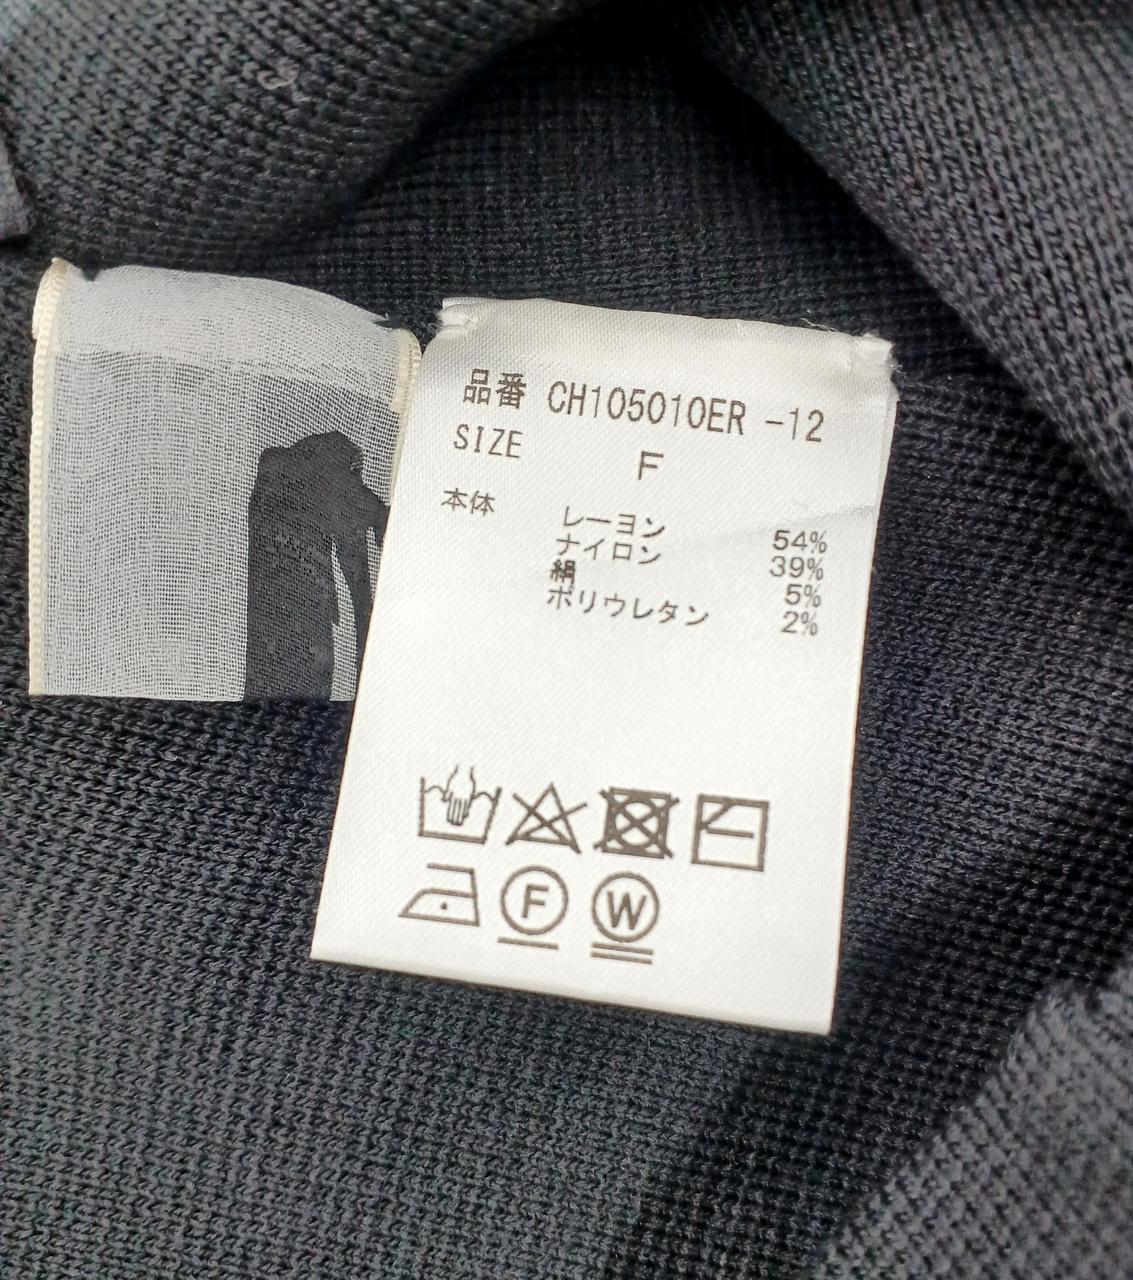 品番 CH105010ER -12
SIZE F
本体 レーヨン 54%
ナイロン 39%
絹 5%
ポリウレタン 2%
F W